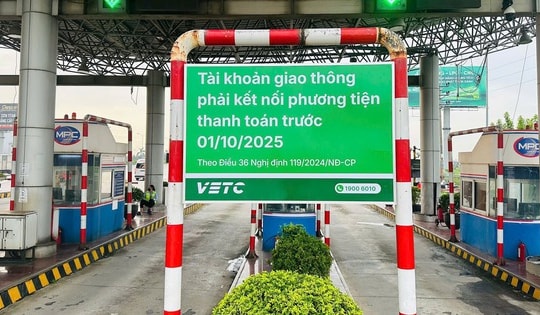 Tài khoản giao thông
phải kết nối phương tiện
thanh toán trước
01/10/2025
Theo Điều 36 Nghị định 119/2024/NĐ-CP
VETC
1900 6010
MPC
MPC